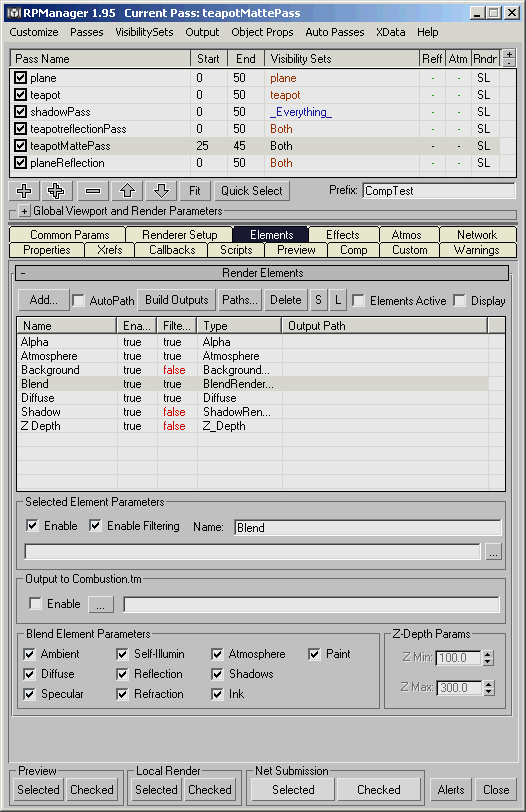 RPManager 1.95 Current Pass: teapotMattePass
Customize Passes VisibilitySets Output Object Props Auto Passes XData Help
Pass Name Start End Visibility Sets Reff Atm Rndr + -
plane 0 50 plane - - SL
teapot 0 50 teapot - - SL
shadowPass 0 50 _Everything_ - - SL
teapotreflectionPass 0 50 Both - - SL
teapotMattePass 25 45 Both - - SL
planeReflection 0 50 Both - - SL
Fit Quick Select Prefix: CompTest
+ Global Viewport and Render Parameters
Common Params Renderer Setup Elements Effects Atmos Network
Properties Xrefs Callbacks Scripts Preview Comp Custom Warnings
- Render Elements
Add... AutoPath Build Outputs Paths... Delete S L Elements Active Display
Name Ena... Filte... Type Output Path
Alpha true true Alpha
Atmosphere true true Atmosphere
Background true false Background...
Blend true true BlendRender...
Diffuse true true Diffuse
Shadow true false ShadowRen...
Z Depth true false Z_Depth
Selected Element Parameters
Enable Enable Filtering Name: Blend
...
Output to Combustion.tm
Enable ...
Blend Element Parameters Z-Depth Params
Ambient Self-Illumin Atmosphere Paint Z Min: 100.0
Diffuse Reflection Shadows
Z Max: 300.0
Specular Refraction Ink
Preview Local Render Net Submission
Selected Checked Selected Checked Selected Checked Alerts Close